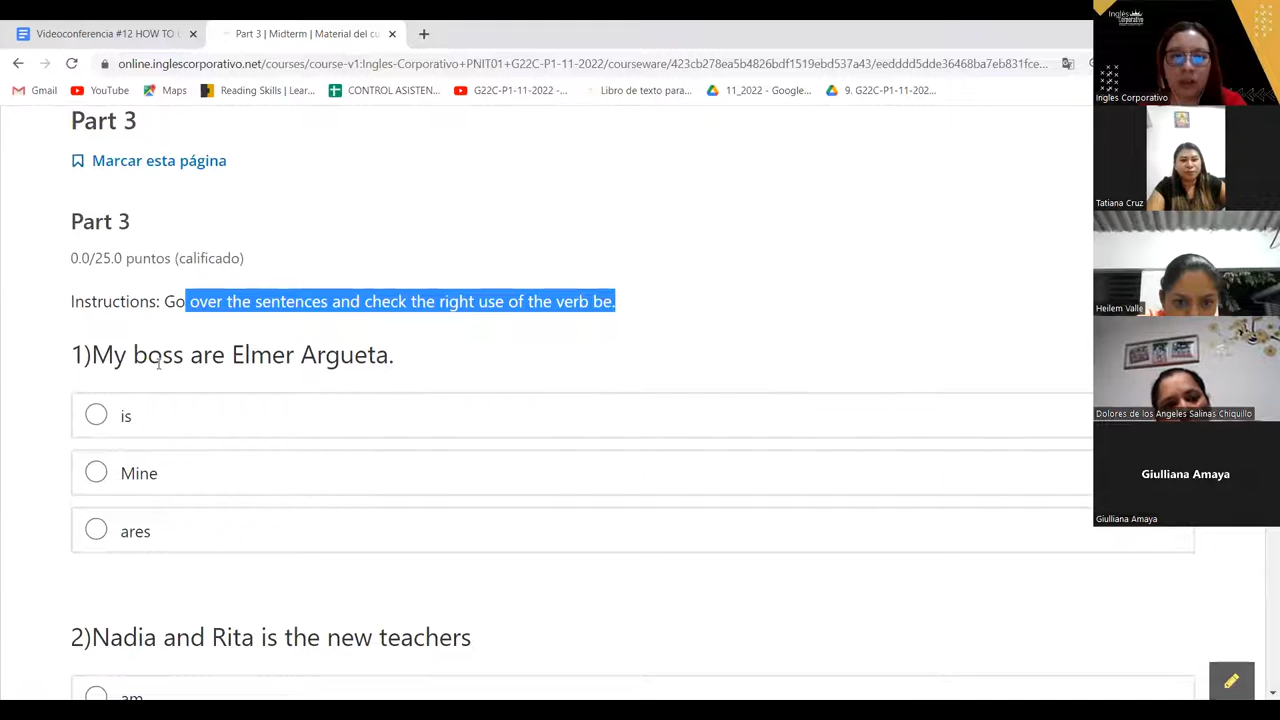 Videoconferencia #12 HOW TO
Part 3 | Midterm | Material del cu
online.inglescorporativo.net/courses/course-v1:Ingles-Corporativo+PMT01+G22C-P1-11-2022/courseware/423cb278ea5b4826bdf1519ebd537a43/eedddd5dde36468ba7eb831fce...
Gmail
YouTube
Maps
Reading Skills | Lear...
CONTROL ASISTEN...
G22C-P1-11-2022 -...
Libro de texto para...
11_2022 - Google...
9. G22C-P1-11-202...
Part 3
Marcar esta página
Part 3
0.0/25.0 puntos (calificado)
Instructions: Go over the sentences and check the right use of the verb be.
1)My boss are Elmer Argueta.
is
Mine
ares
2)Nadia and Rita is the new teachers
am
Inglés
Corporativo
Ingles Corporativo
Tatiana Cruz
Heilem Valle
Dolores de los Angeles Salinas Chiquillo
Giulliana Amaya
Giulliana Amaya